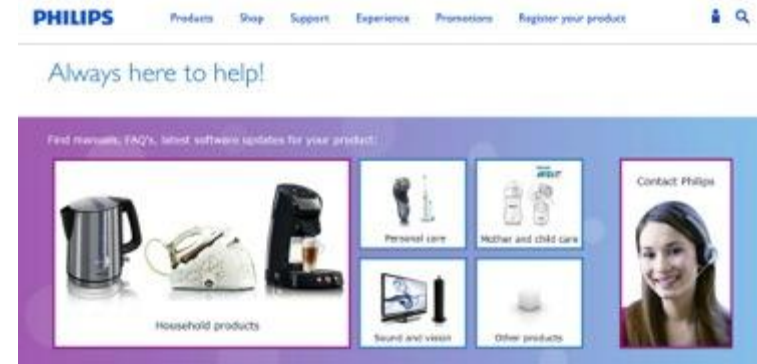 PHILIPS
Products Shop Support Experience Promotions Register your product
Always here to help!
Find manuals, FAQ's, latest software updates for your product:
Household products
Personal care
AVENT
Mother and child care
Sound and vision
Other products
Contact Philips